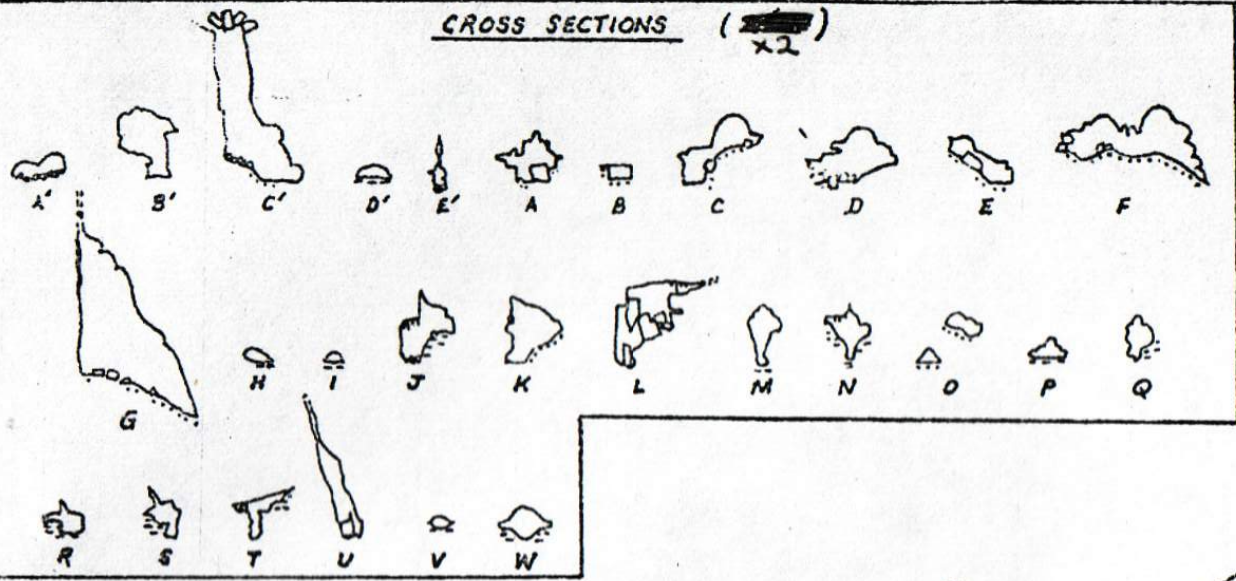 CROSS SECTIONS ( )
x2
A' B' C' D' E' A B C D E F
G H I J K L M N O P Q
R S T U V W